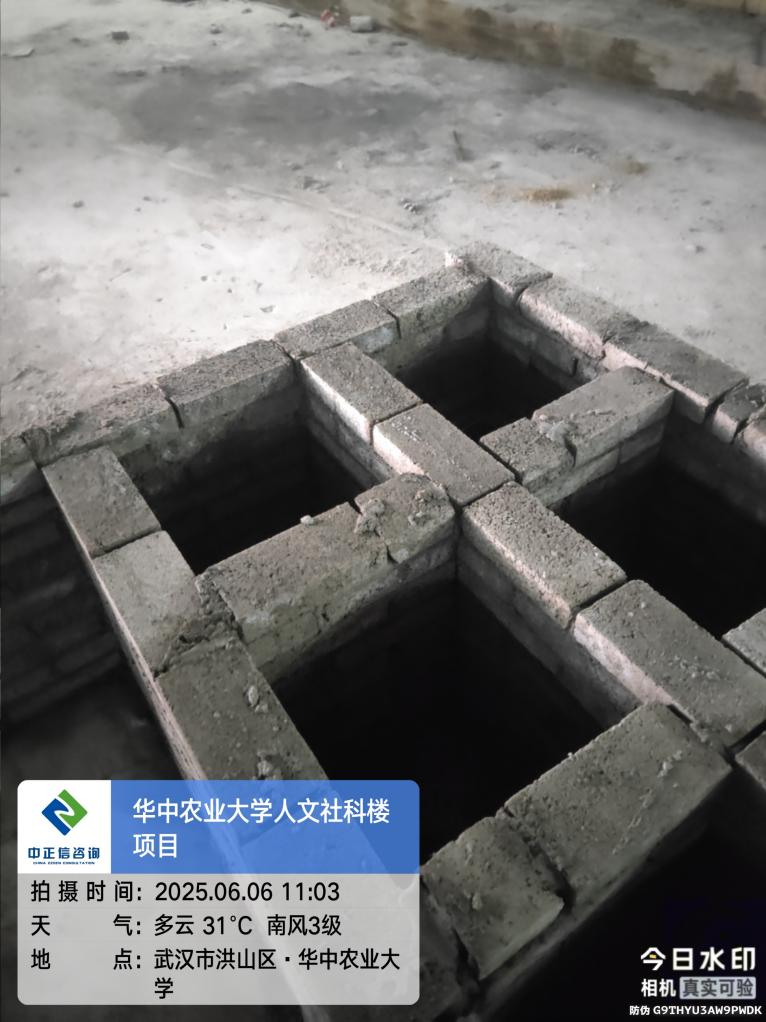 华中农业大学人文社科楼
项目
中正信咨询
CHINA ZZXIN CONSULTATION
拍摄时间：2025.06.06 11:03
天气：多云 31℃ 南风3级
地点：武汉市洪山区·华中农业大
学
今日水印
相机 真实可验
防伪 G9THYU3AW9PWDK